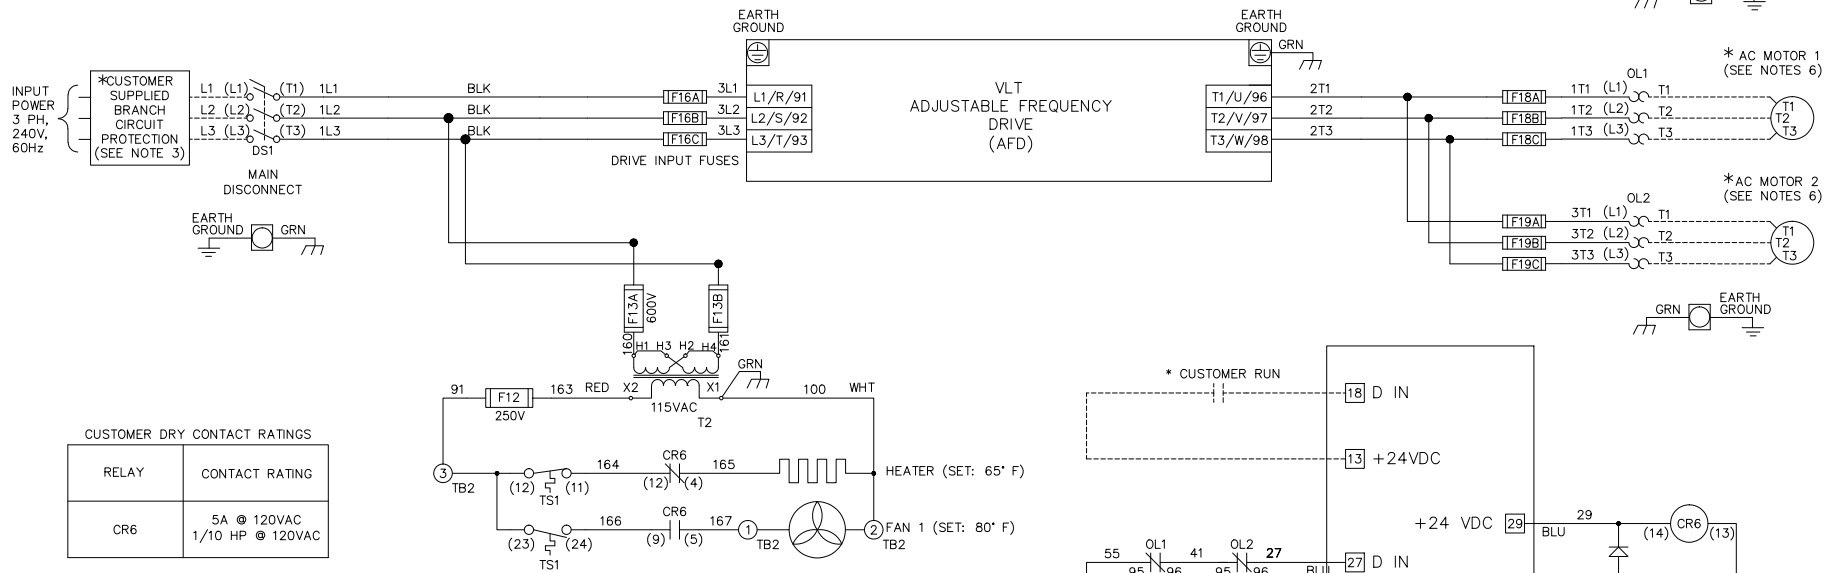 INPUT
POWER
3 PH,
240V,
60Hz
*CUSTOMER
SUPPLIED
BRANCH
CIRCUIT
PROTECTION
(SEE NOTE 3)
L1 (L1) (T1) 1L1 BLK F16A 3L1 L1/R/91
L2 (L2) (T2) 1L2 F16B 3L2 L2/S/92
L3 (L3) (T3) 1L3 BLK F16C 3L3 L3/T/93
DS1
MAIN
DISCONNECT
DRIVE INPUT FUSES
EARTH
GROUND
GRN
EARTH
GROUND
VLT
ADJUSTABLE FREQUENCY
DRIVE
(AFD)
EARTH
GROUND
GRN
T1/U/96 2T1 F18A 1T1 (L1) OL1 T1
T2/V/97 2T2 F18B 1T2 (L2) T2
T3/W/98 2T3 F18C 1T3 (L3) T3
* AC MOTOR 1
(SEE NOTES 6)
T1
T2
T3
*AC MOTOR 2
(SEE NOTES 6)
OL2
F19A 3T1 (L1) T1
F19B 3T2 (L2) T2
F19C 3T3 (L3) T3
T1
T2
T3
GRN
EARTH
GROUND
F13A
600V
F13B
160
161
H1 H3 H2 H4
GRN
91 F12 163 RED X2 X1 100 WHT
250V
115VAC
T2
3
TB2
(12) (11) 164 CR6 165 HEATER (SET: 65° F)
TS1
(12) (4)
(23) (24) 166 CR6 167 1 2 FAN 1 (SET: 80° F)
TS1
(9) (5)
TB2
TB2
CUSTOMER DRY CONTACT RATINGS
RELAY CONTACT RATING
CR6 5A @ 120VAC
1/10 HP @ 120VAC
* CUSTOMER RUN
18 D IN
13 +24VDC
+24 VDC 29 29 CR6
BLU (14) (13)
55 OL1 41 OL2 27 27 D IN
95 96 95 96 BLU